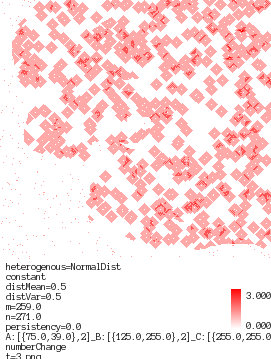 heterogenous=NormalDist
constant
distMean=0.5
distVar=0.5
m=259.0
n=271.0
persistency=0.0
A:[{75.0,39.0},2]_B:[{125.0,255.0},2]_C:[{255.0,255.0
numberChange
t=3.png
3.000
0.000